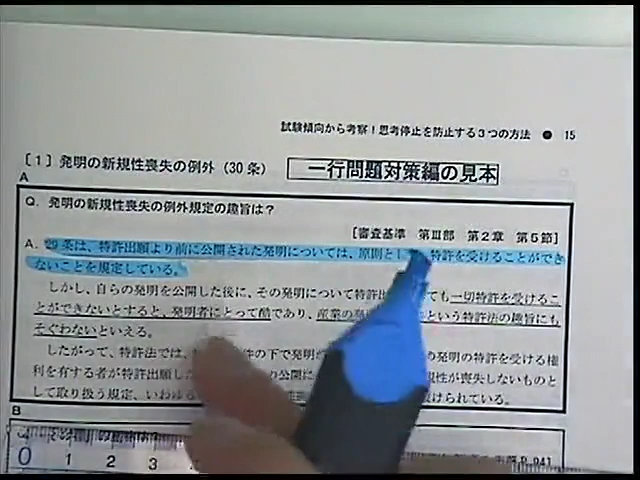 試験傾向から考察！思考停止を防止する3つの方法 ● 15
［1］発明の新規性喪失の例外（30条） 一行問題対策編の見本
A
Q. 発明の新規性喪失の例外規定の趣旨は？
［審査基準 第Ⅲ部 第2章 第5節］
A. 29条は、特許出願より前に公開された発明については、原則とし 特許を受けることができ
ないことを規定している。
しかし、自らの発明を公開した後に、その発明について特許出 ても一切特許を受けるこ
とができないとすると、発明者にとって酷であり、産業の発 という特許法の趣旨にも
そぐわないといえる。
したがって、特許法では、 件の下で発明 の発明の特許を受ける権
利を有する者が特許出願し の公開に 性が喪失しないものと
して取り扱う規定、いわゆる けられている。
B
P.94］
0 1 2 3